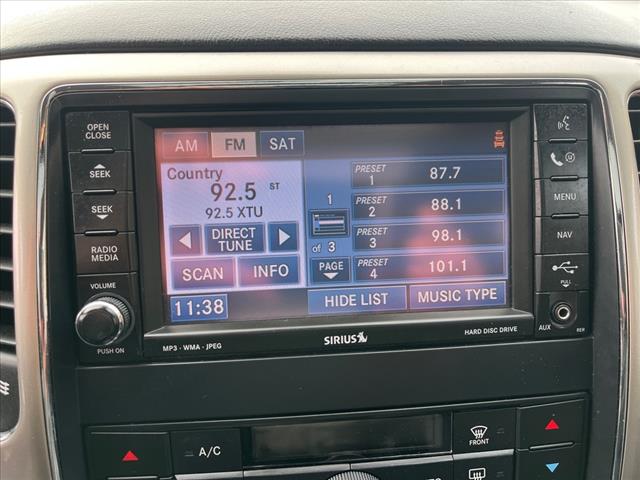 OPEN
CLOSE
SEEK
SEEK
RADIO
MEDIA
VOLUME
PUSH ON
AM FM SAT
Country
92.5 ST
92.5 XTU
DIRECT
TUNE
SCAN INFO
11:38
1
of 3
PAGE
PRESET
1 87.7
PRESET
2 88.1
PRESET
3 98.1
PRESET
4 101.1
HIDE LIST MUSIC TYPE
MP3 - WMA - JPEG
SIRIUS
HARD DISC DRIVE
MENU
NAV
PULL
AUX
RER
A/C
FRONT